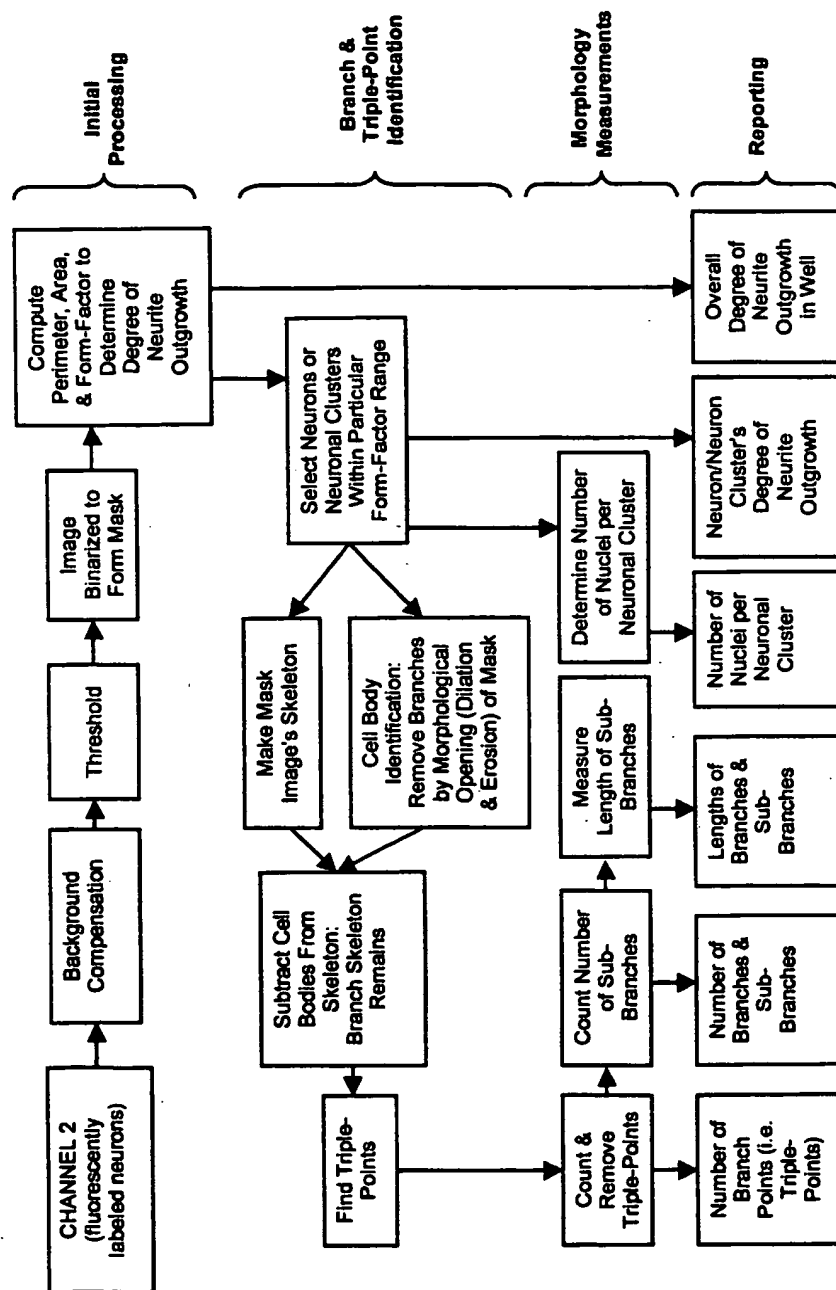 CHANNEL 2
(fluorescently
labeled neurons)
Background
Compensation
Threshold
Image
Binarized to
Form Mask
Compute
Perimeter, Area,
& Form-Factor to
Determine
Degree of
Neurite
Outgrowth
Initial
Processing
Find Triple-
Points
Subtract Cell
Bodies From
Skeleton:
Branch Skeleton
Remains
Make Mask
Image's Skeleton
Cell Body
Identification:
Remove Branches
by Morphological
Opening (Dilation
& Erosion) of Mask
Select Neurons or
Neuronal Clusters
Within Particular
Form-Factor Range
Branch &
Triple-Point
Identification
Count &
Remove
Triple-Points
Count Number
of Sub-
Branches
Measure
Length of Sub-
Branches
Determine Number
of Nuclei per
Neuronal Cluster
Morphology
Measurements
Number of
Branch
Points (i.e.
Triple-
Points)
Number of
Branches &
Sub-
Branches
Lengths of
Branches &
Sub-
Branches
Number of
Nuclei per
Neuronal
Cluster
Neuron/Neuron
Cluster's
Degree of
Neurite
Outgrowth
Overall
Degree of
Neurite
Outgrowth
in Well
Reporting